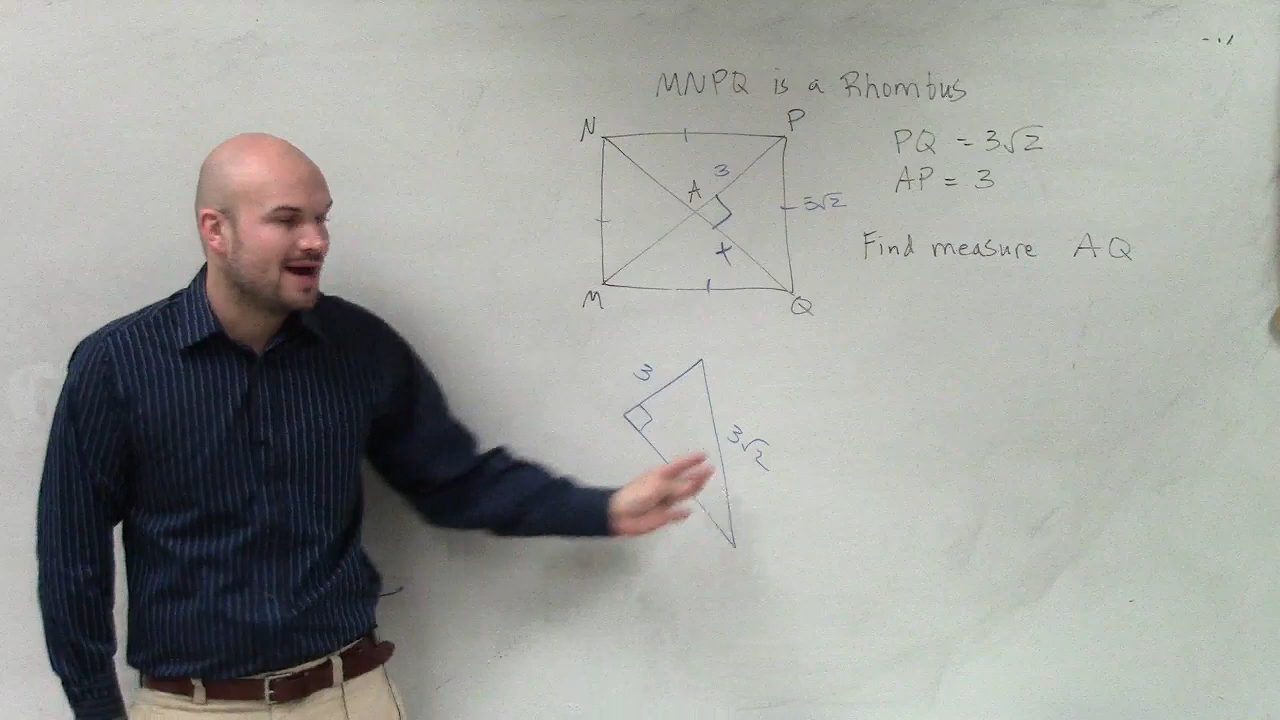 MNPQ is a Rhombus
N
P
PQ = 3√2
AP = 3
3
A
3√2
x
Find measure AQ
M
Q
3
3√2